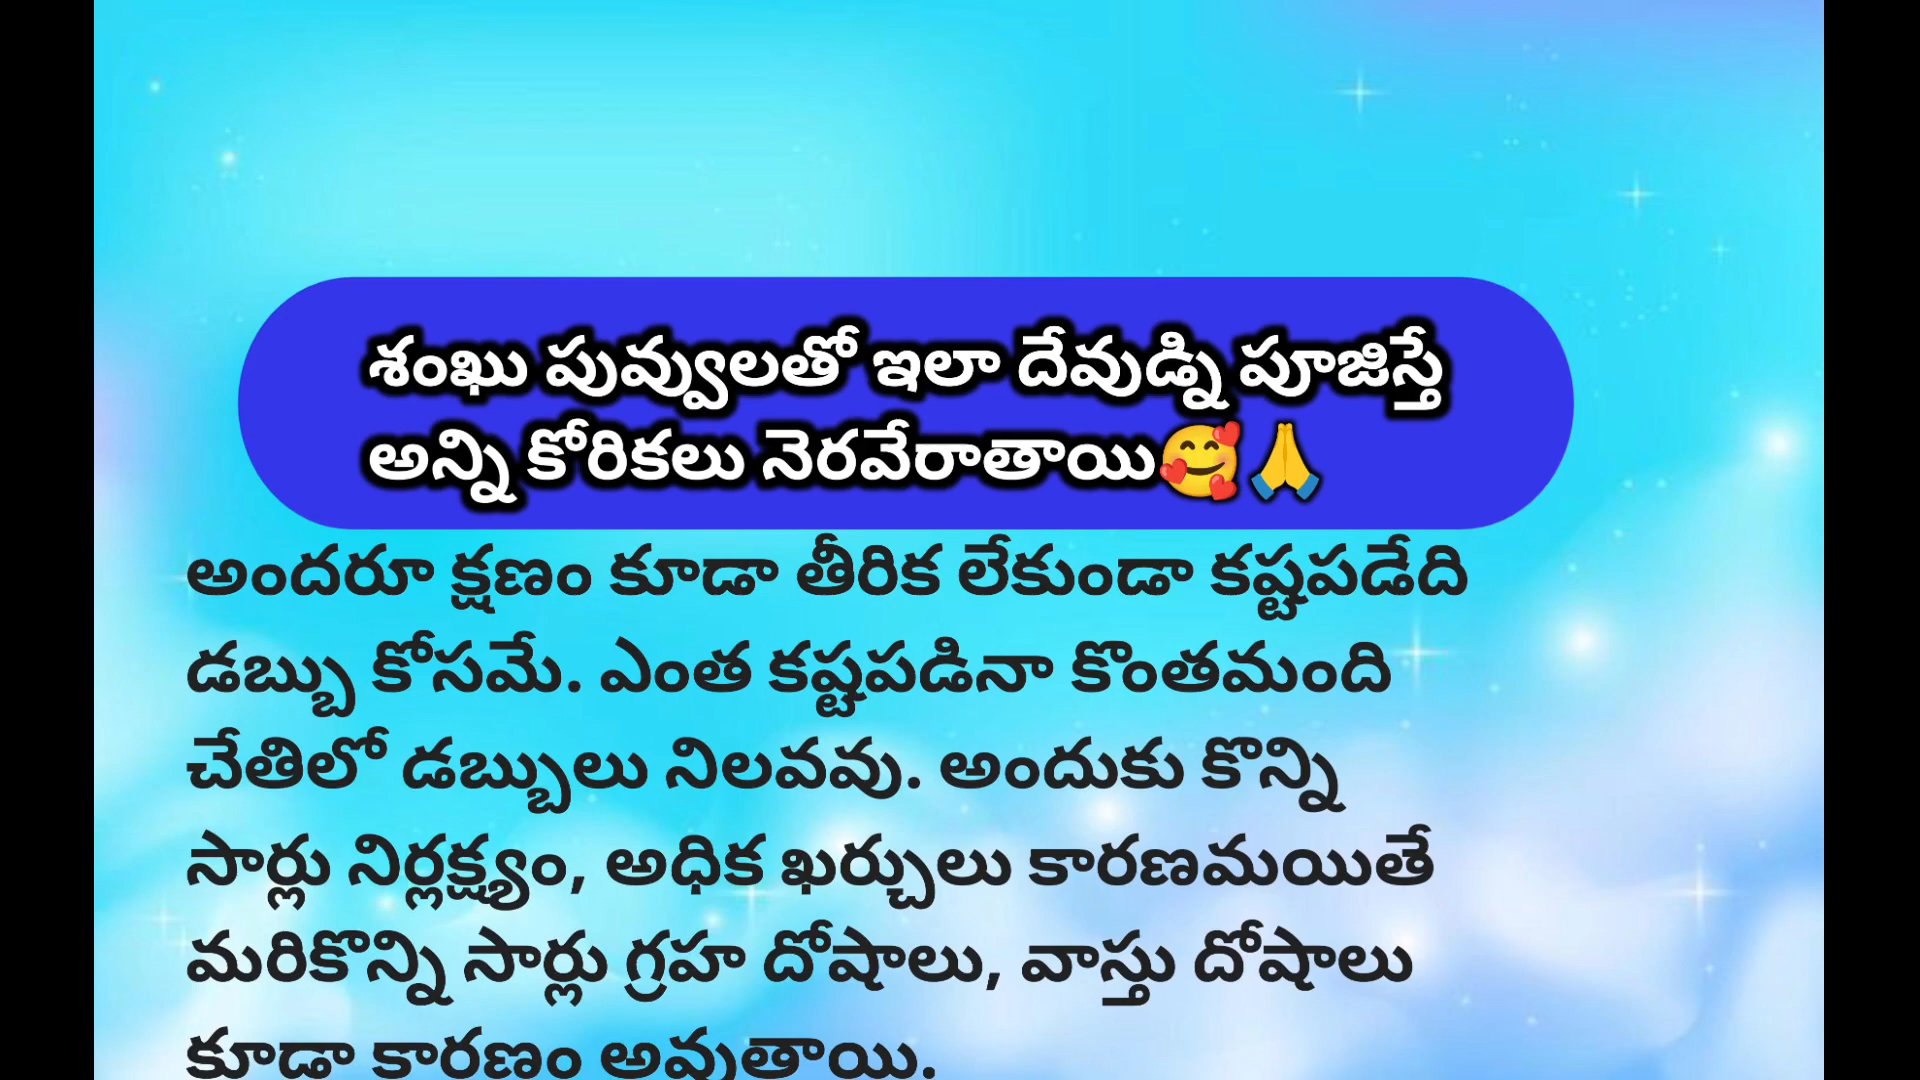 శంఖు పువ్వులతో ఇలా దేవుడ్ని పూజిస్తే
అన్ని కోరికలు నెరవేరాతాయి🥰🙏
అందరూ క్షణం కూడా తీరిక లేకుండా కష్టపడేది
డబ్బు కోసమే. ఎంత కష్టపడినా కొంతమంది
చేతిలో డబ్బులు నిలవవు. అందుకు కొన్ని
సార్లు నిర్లక్ష్యం, అధిక ఖర్చులు కారణమయితే
మరికొన్ని సార్లు గ్రహ దోషాలు, వాస్తు దోషాలు
కూడా కారణం అవుతాయి.